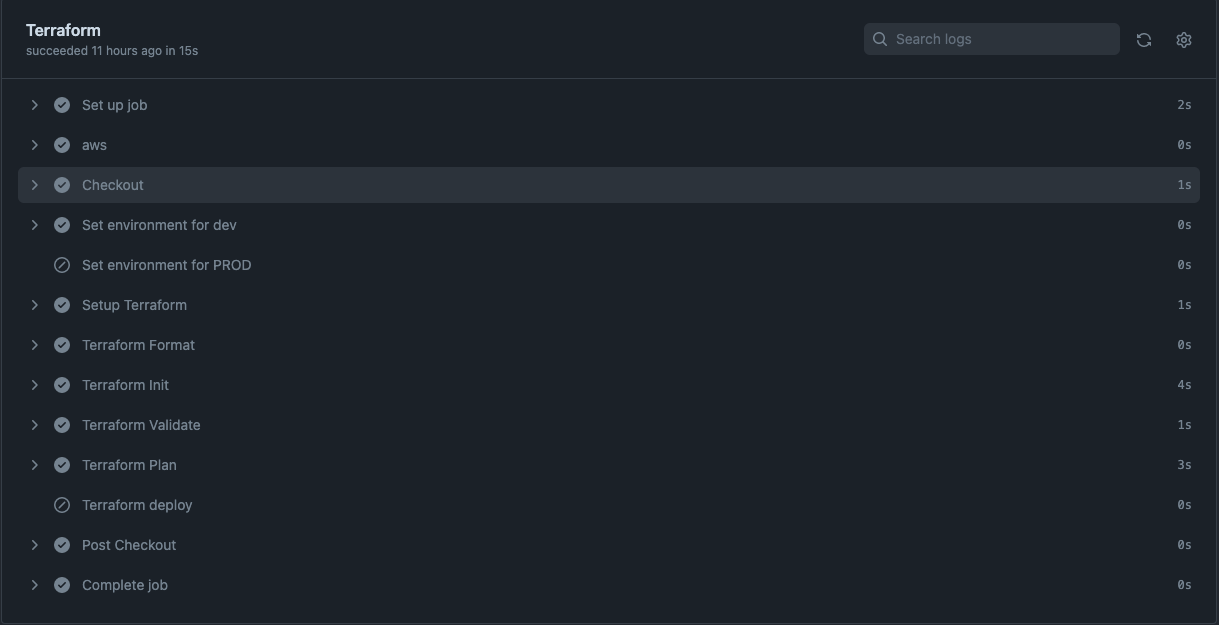 Terraform
succeeded 11 hours ago in 15s
Search logs
Set up job 2s
aws 0s
Checkout 1s
Set environment for dev 0s
Set environment for PROD 0s
Setup Terraform 1s
Terraform Format 0s
Terraform Init 4s
Terraform Validate 1s
Terraform Plan 3s
Terraform deploy 0s
Post Checkout 0s
Complete job 0s